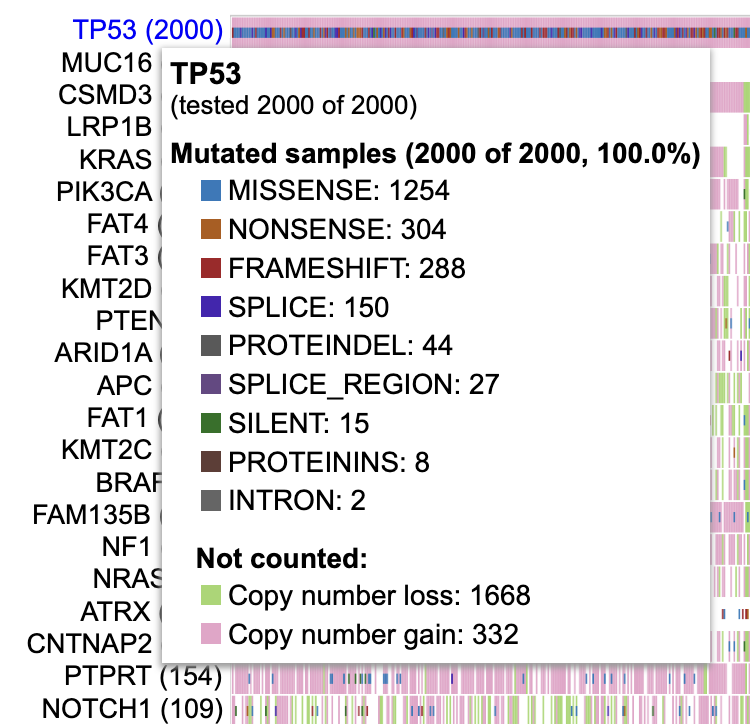 TP53 (2000)
MUC16
CSMD3
LRP1B
KRAS
PIK3CA (
FAT4 (
FAT3 (
KMT2D
PTEN
ARID1A (
APC
FAT1 (
KMT2C
BRAF
FAM135B (
NF1
NRAS
ATRX (
CNTNAP2
PTPRT (154)
NOTCH1 (109)
TP53
(tested 2000 of 2000)
Mutated samples (2000 of 2000, 100.0%)
MISSENSE: 1254
NONSENSE: 304
FRAMESHIFT: 288
SPLICE: 150
PROTEINDEL: 44
SPLICE_REGION: 27
SILENT: 15
PROTEININS: 8
INTRON: 2
Not counted:
Copy number loss: 1668
Copy number gain: 332